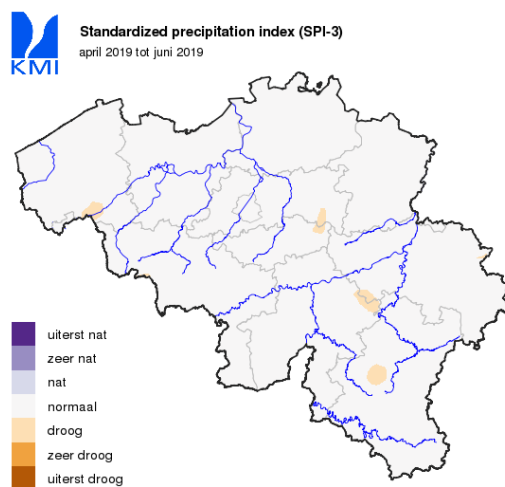 Standardized precipitation index (SPI-3)
april 2019 tot juni 2019
KMI
uiterst nat
zeer nat
nat
normaal
droog
zeer droog
uiterst droog